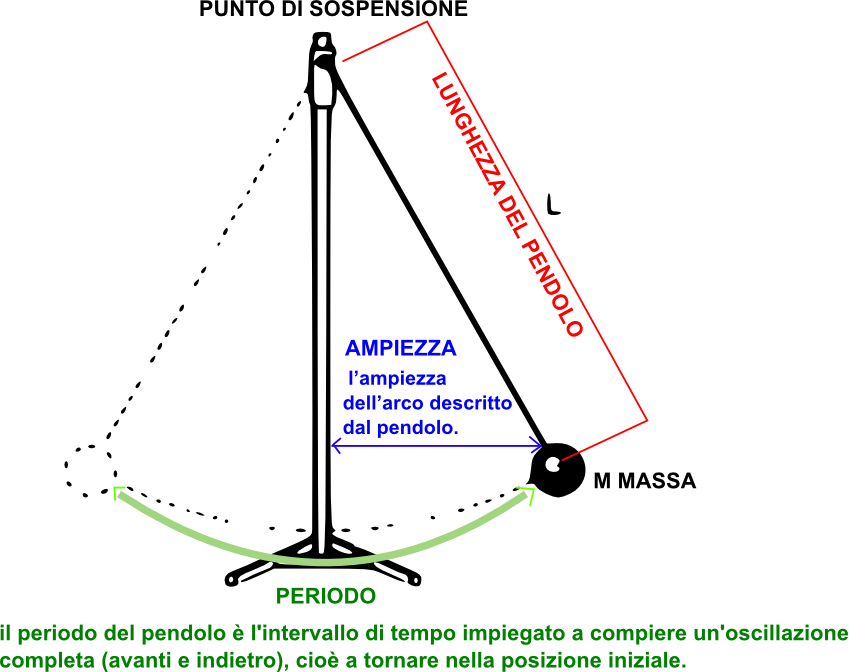 PUNTO DI SOSPENSIONE
LUNGHEZZA DEL PENDOLO
L
AMPIEZZA
l’ampiezza
dell’arco descritto
dal pendolo.
M MASSA
PERIODO
il periodo del pendolo è l'intervallo di tempo impiegato a compiere un'oscillazione
completa (avanti e indietro), cioè a tornare nella posizione iniziale.